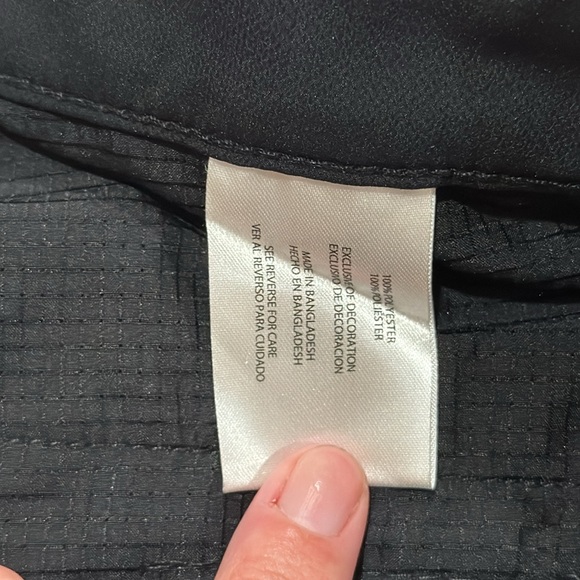 100% POLYESTER
100% POLIÉSTER
EXCLUSIVE OF DECORATION
EXCLUSIVO DE DECORACION
MADE IN BANGLADESH
HECHO EN BANGLADESH
SEE REVERSE FOR CARE
VER AL REVERSO PARA CUIDADO